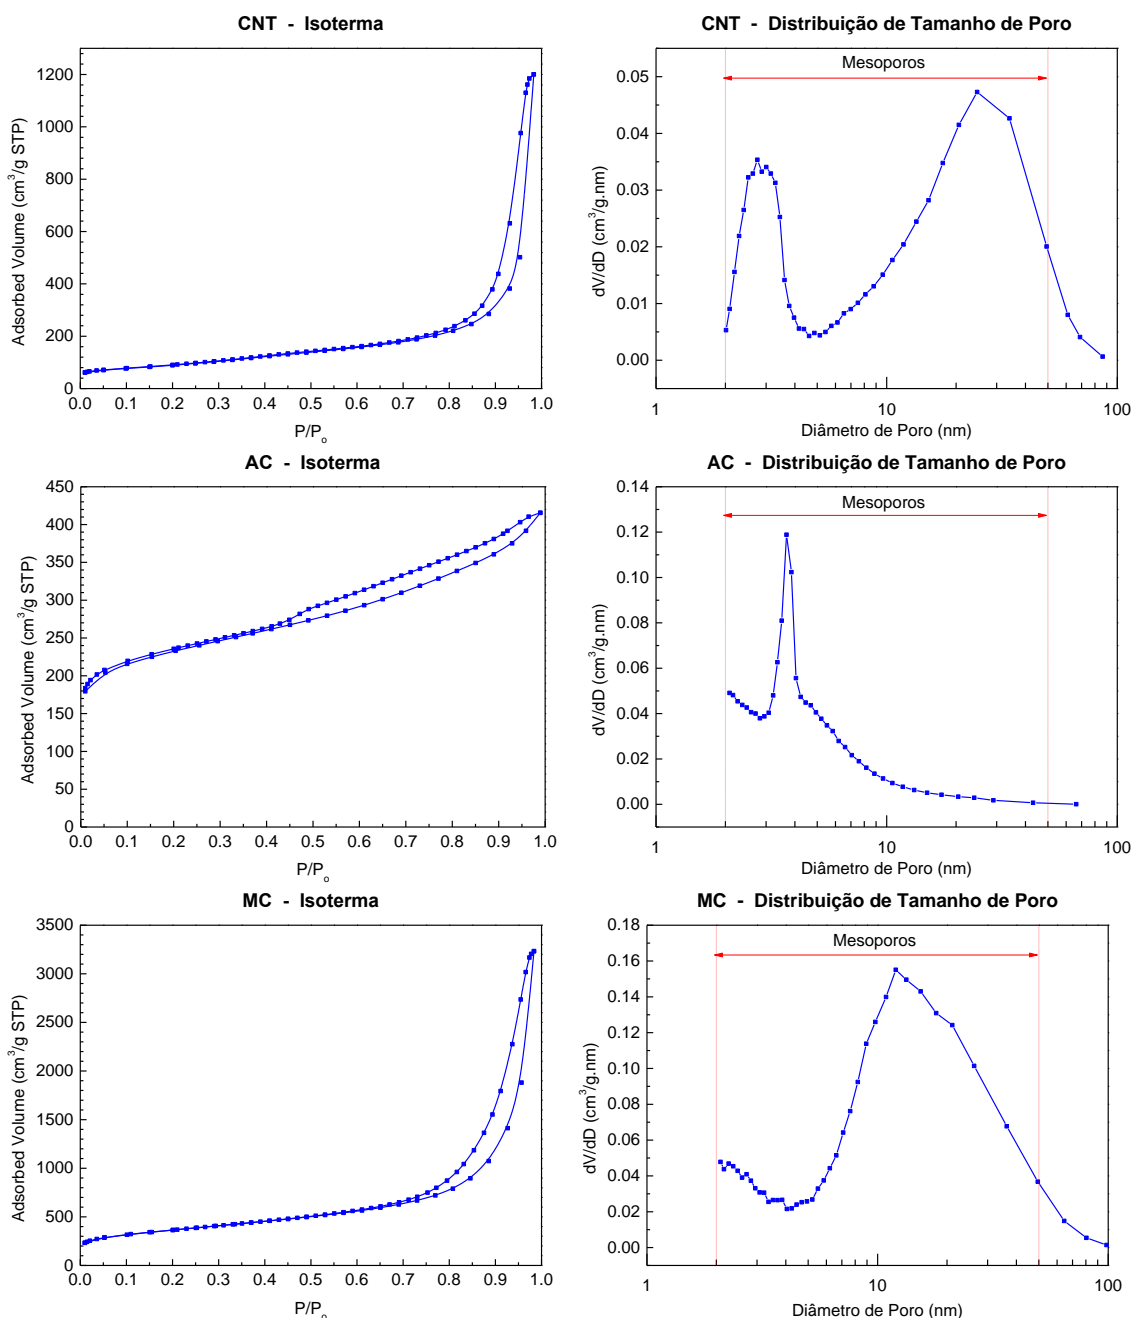 CNT - Isoterma
1200
1000
800
600
400
200
0
0.0 0.1 0.2 0.3 0.4 0.5 0.6 0.7 0.8 0.9 1.0
Adsorbed Volume (cm³/g STP)
P/Pₒ
CNT - Distribuição de Tamanho de Poro
Mesoporos
0.05
0.04
0.03
0.02
0.01
0.00
1 10 100
dV/dD (cm³/g.nm)
Diâmetro de Poro (nm)
AC - Isoterma
450
400
350
300
250
200
150
100
50
0
0.0 0.1 0.2 0.3 0.4 0.5 0.6 0.7 0.8 0.9 1.0
Adsorbed Volume (cm³/g STP)
P/Pₒ
AC - Distribuição de Tamanho de Poro
Mesoporos
0.14
0.12
0.10
0.08
0.06
0.04
0.02
0.00
1 10 100
dV/dD (cm³/g.nm)
Diâmetro de Poro (nm)
MC - Isoterma
3500
3000
2500
2000
1500
1000
500
0
0.0 0.1 0.2 0.3 0.4 0.5 0.6 0.7 0.8 0.9 1.0
Adsorbed Volume (cm³/g STP)
P/Pₒ
MC - Distribuição de Tamanho de Poro
Mesoporos
0.18
0.16
0.14
0.12
0.10
0.08
0.06
0.04
0.02
0.00
1 10 100
dV/dD (cm³/g.nm)
Diâmetro de Poro (nm)